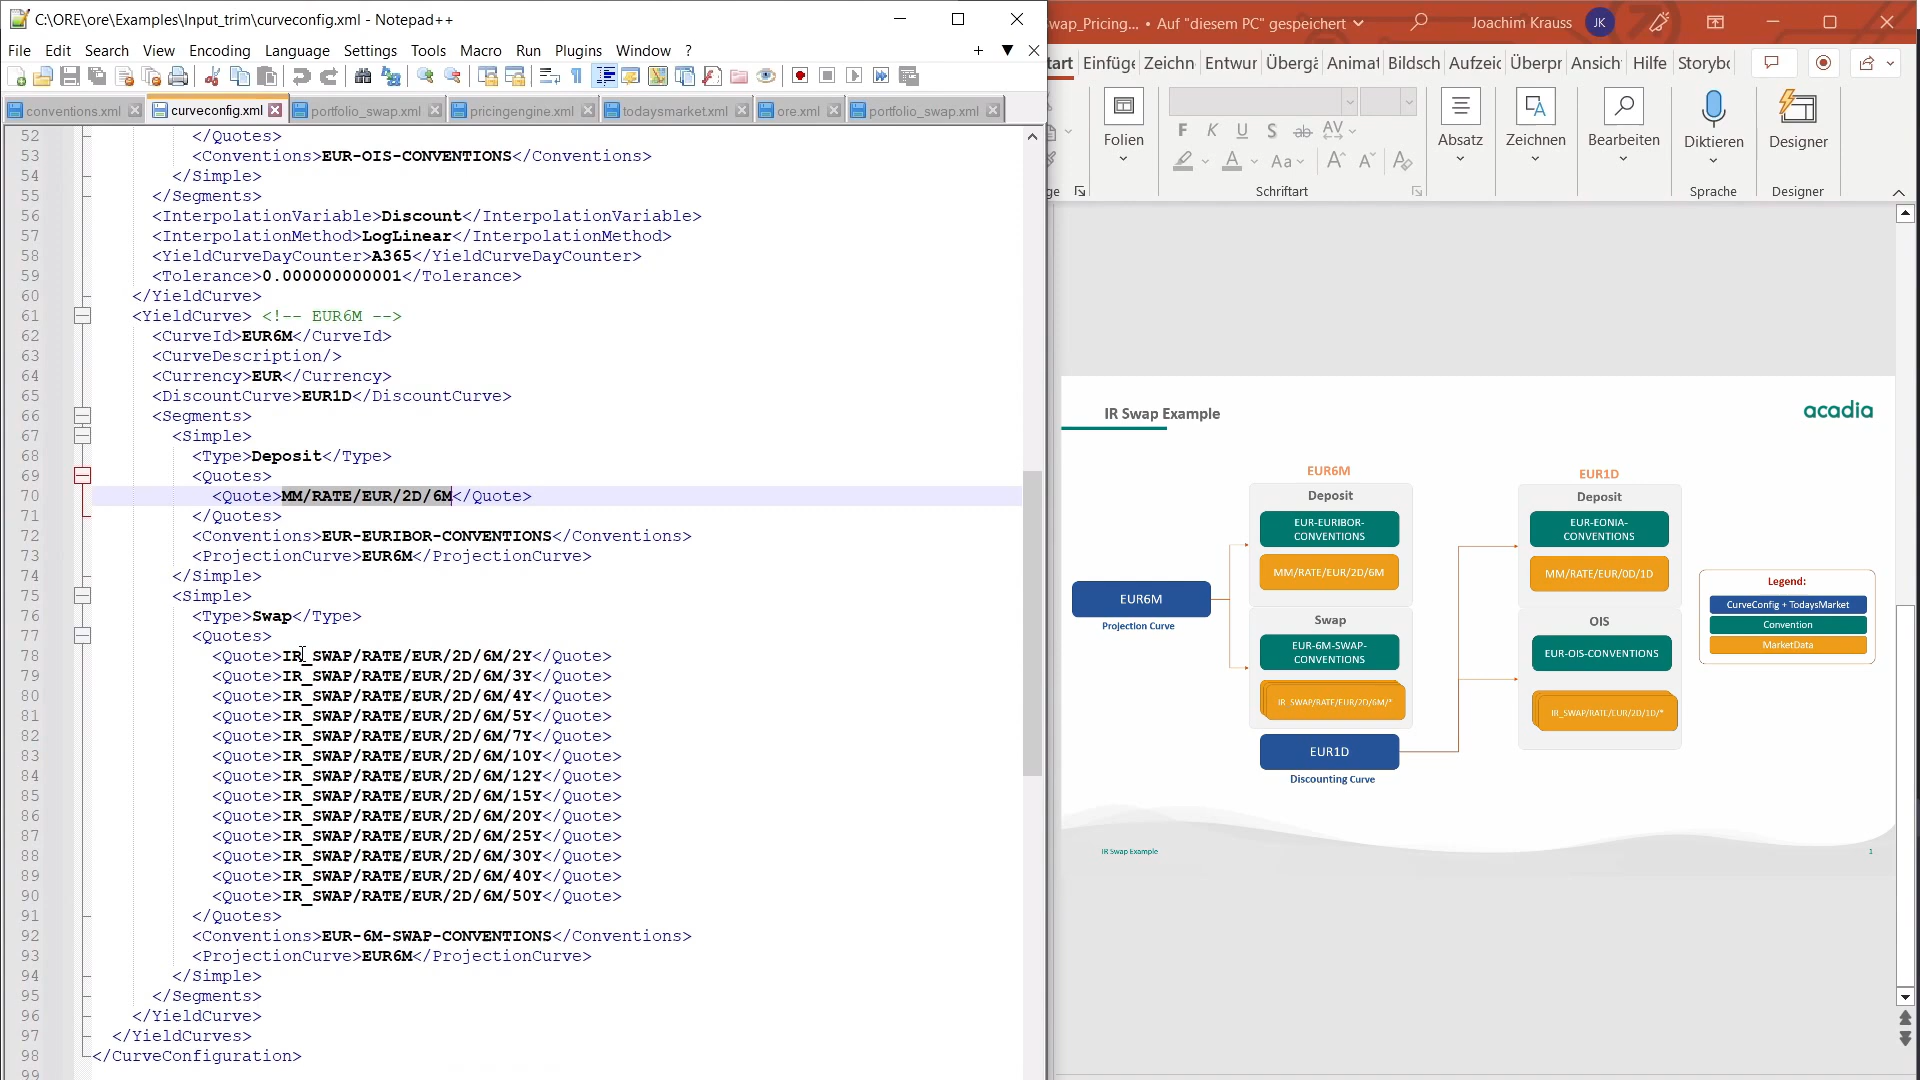 C:\ORE\ore\Examples\Input_trim\curveconfig.xml - Notepad++
File Edit Search View Encoding Language Settings Tools Macro Run Plugins Window ?
conventions.xml curveconfig.xml portfolio_swap.xml pricingengine.xml todaysmarket.xml ore.xml portfolio_swap.xml
52 </Quotes>
53 <Conventions>EUR-OIS-CONVENTIONS</Conventions>
54 </Simple>
55 </Segments>
56 <InterpolationVariable>Discount</InterpolationVariable>
57 <InterpolationMethod>LogLinear</InterpolationMethod>
58 <YieldCurveDayCounter>A365</YieldCurveDayCounter>
59 <Tolerance>0.000000000001</Tolerance>
60 </YieldCurve>
61 <YieldCurve> <!-- EUR6M -->
62 <CurveId>EUR6M</CurveId>
63 <CurveDescription/>
64 <Currency>EUR</Currency>
65 <DiscountCurve>EUR1D</DiscountCurve>
66 <Segments>
67 <Simple>
68 <Type>Deposit</Type>
69 <Quotes>
70 <Quote>MM/RATE/EUR/2D/6M</Quote>
71 </Quotes>
72 <Conventions>EUR-EURIBOR-CONVENTIONS</Conventions>
73 <ProjectionCurve>EUR6M</ProjectionCurve>
74 </Simple>
75 <Simple>
76 <Type>Swap</Type>
77 <Quotes>
78 <Quote>IR_SWAP/RATE/EUR/2D/6M/2Y</Quote>
79 <Quote>IR_SWAP/RATE/EUR/2D/6M/3Y</Quote>
80 <Quote>IR_SWAP/RATE/EUR/2D/6M/4Y</Quote>
81 <Quote>IR_SWAP/RATE/EUR/2D/6M/5Y</Quote>
82 <Quote>IR_SWAP/RATE/EUR/2D/6M/7Y</Quote>
83 <Quote>IR_SWAP/RATE/EUR/2D/6M/10Y</Quote>
84 <Quote>IR_SWAP/RATE/EUR/2D/6M/12Y</Quote>
85 <Quote>IR_SWAP/RATE/EUR/2D/6M/15Y</Quote>
86 <Quote>IR_SWAP/RATE/EUR/2D/6M/20Y</Quote>
87 <Quote>IR_SWAP/RATE/EUR/2D/6M/25Y</Quote>
88 <Quote>IR_SWAP/RATE/EUR/2D/6M/30Y</Quote>
89 <Quote>IR_SWAP/RATE/EUR/2D/6M/40Y</Quote>
90 <Quote>IR_SWAP/RATE/EUR/2D/6M/50Y</Quote>
91 </Quotes>
92 <Conventions>EUR-6M-SWAP-CONVENTIONS</Conventions>
93 <ProjectionCurve>EUR6M</ProjectionCurve>
94 </Simple>
95 </Segments>
96 </YieldCurve>
97 </YieldCurves>
98 </CurveConfiguration>
99
swap_Pricing... • Auf "diesem PC" gespeichert Joachim Krauss JK
tart Einfüge Zeichn Entwur Übergä Animat Bildsch Aufzeic Überpr Ansich Hilfe Storybo
Folien
F K U S ab AV
A Aa A A A
Absatz
Zeichnen
Bearbeiten
Diktieren
Designer
ge Schriftart Sprache Designer
IR Swap Example
acadia
EUR6M
Deposit
EUR-EURIBOR-
CONVENTIONS
MM/RATE/EUR/2D/6M
EUR6M
Projection Curve
Swap
EUR-6M-SWAP-
CONVENTIONS
IR_SWAP/RATE/EUR/2D/6M/*
EUR1D
Discounting Curve
EUR1D
Deposit
EUR-EONIA-
CONVENTIONS
MM/RATE/EUR/0D/1D
OIS
EUR-OIS-CONVENTIONS
IR_SWAP/RATE/EUR/2D/1D/*
Legend:
CurveConfig + TodaysMarket
Convention
MarketData
IR Swap Example
1